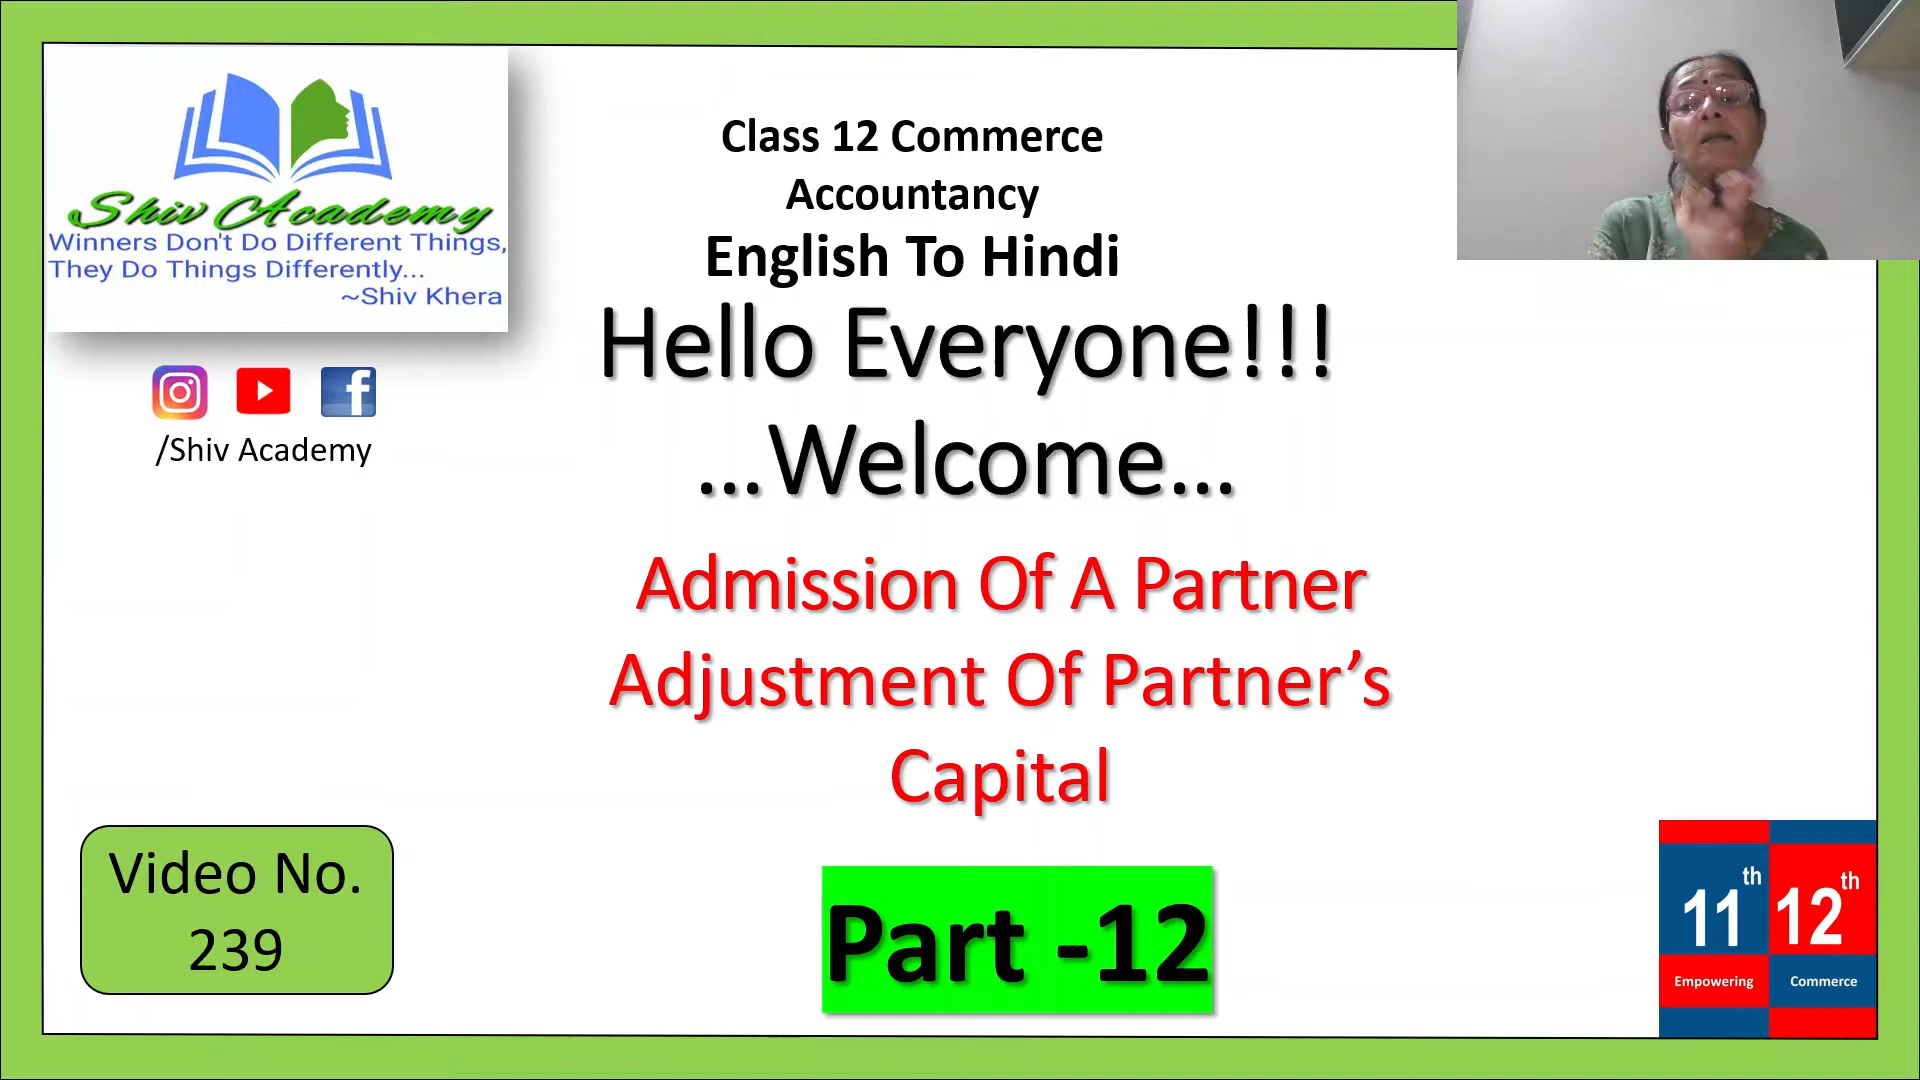 Shiv Academy
Winners Don't Do Different Things,
They Do Things Differently...
~Shiv Khera
/Shiv Academy
Class 12 Commerce
Accountancy
English To Hindi
Hello Everyone!!!
...Welcome...
Admission Of A Partner
Adjustment Of Partner’s
Capital
Video No.
239
Part -12
11th 12th
Empowering Commerce